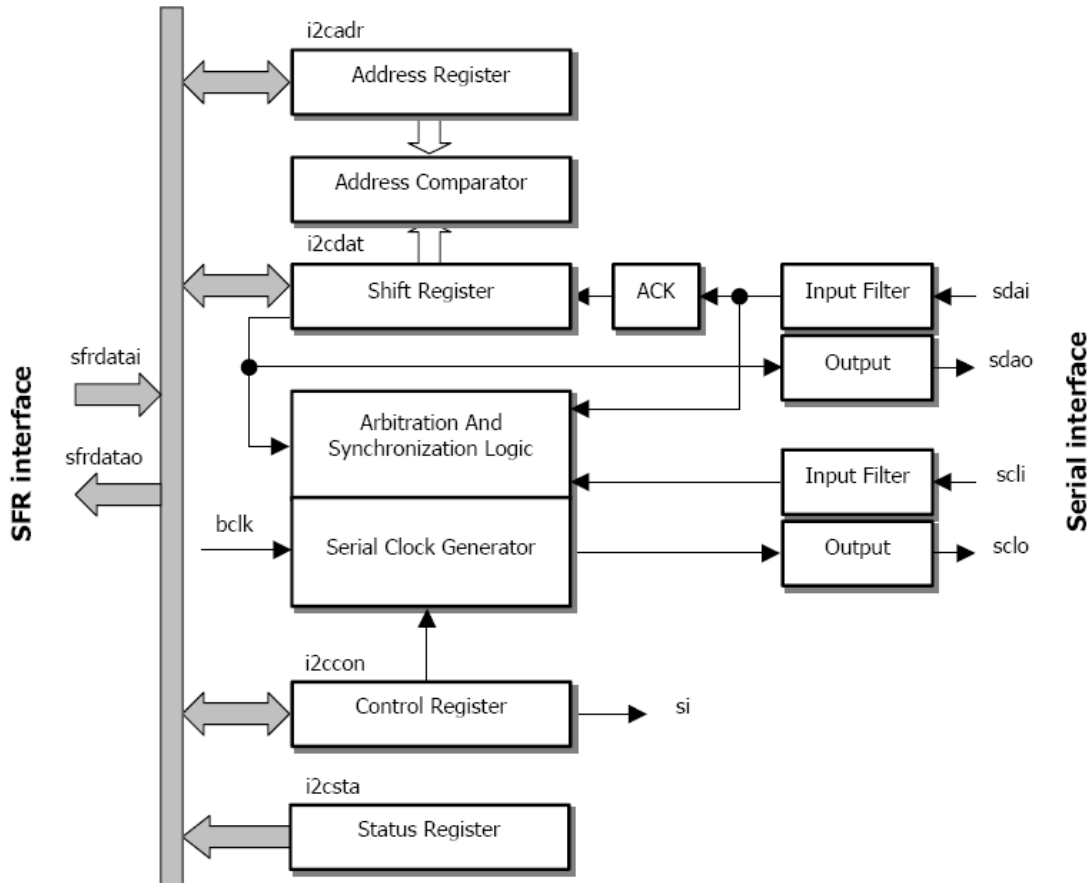 i2cadr
Address Register
Address Comparator
i2cdat
Shift Register
ACK
Input Filter
sdai
sfrdatai
Output
sdao
SFR interface
Serial interface
Arbitration And
Synchronization Logic
sfrdatao
Input Filter
scli
bclk
Serial Clock Generator
Output
sclo
i2ccon
Control Register
si
i2csta
Status Register